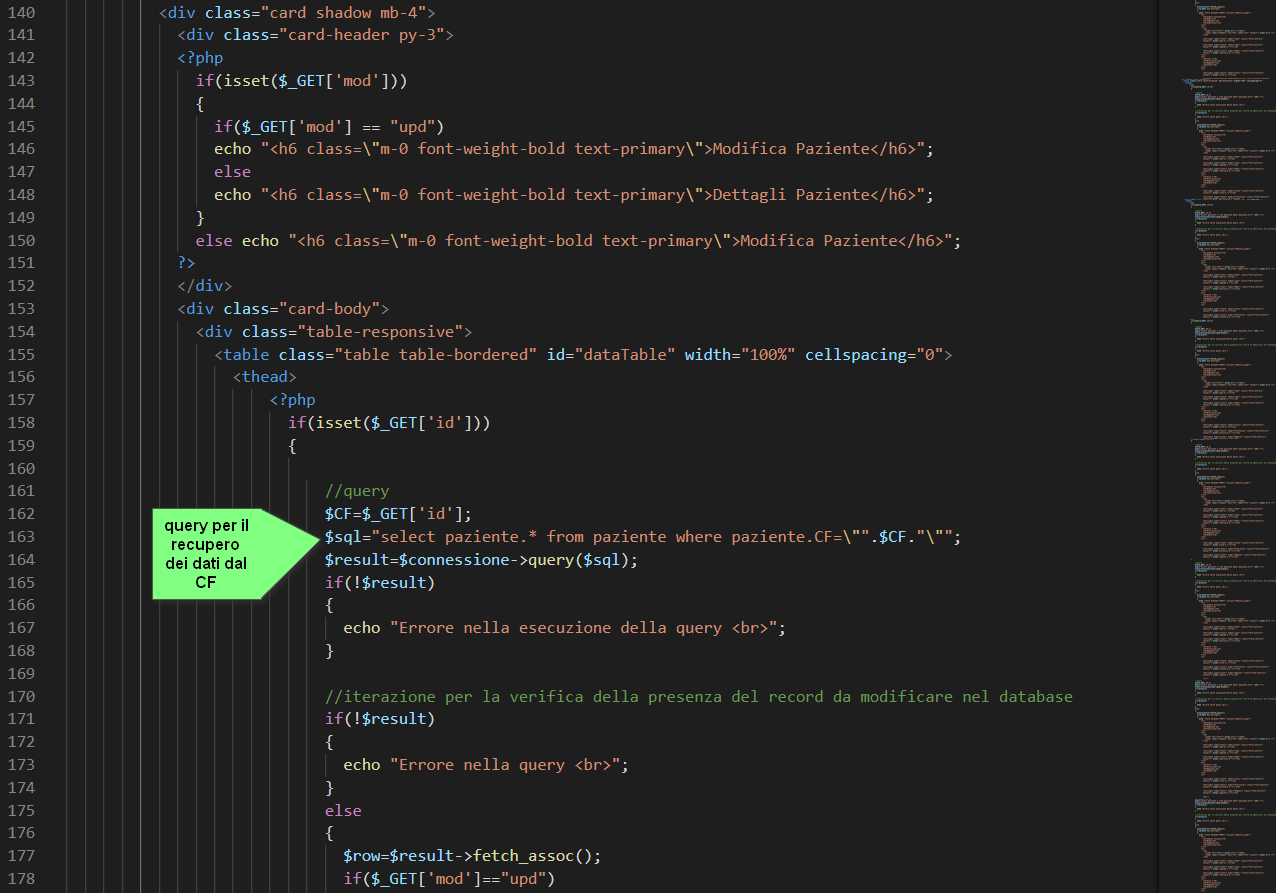 140 <div class="card shadow mb-4">
141 <div class="card-header py-3">
142 <?php
143 if(isset($_GET['mod']))
144 {
145 if($_GET['mod'] == "upd")
146 echo "<h6 class=\"m-0 font-weight-bold text-primary\">Modifica Paziente</h6>";
147 else
148 echo "<h6 class=\"m-0 font-weight-bold text-primary\">Dettagli Paziente</h6>";
149 }
150 else echo "<h6 class=\"m-0 font-weight-bold text-primary\">Modifica Paziente</h6>";
151 ?>
152 </div>
153 <div class="card-body">
154 <div class="table-responsive">
155 <table class="table table-bordered" id="dataTable" width="100%" cellspacing="0">
156 <thead>
157 <?php
158 if(isset($_GET['id']))
159 {
160
161 //query
162 $CF=$_GET['id'];
163 $sql="select paziente.* from paziente where paziente.CF=\"".$CF."\"";
164 $result=$connessione->query($sql);
165 if(!$result)
166 {
167 echo "Errore nella esecuzione della query <br>";
168 }
169
170 //iterazione per la verifica della presenza del record da modificare nel database
171 if(!$result)
172 {
173 echo "Errore nella query <br>";
174 }
175 else
176 {
177 $row=$result->fetch_assoc();
178 if($_GET['mod']=="upd")
query per il
recupero
dei dati dal
CF